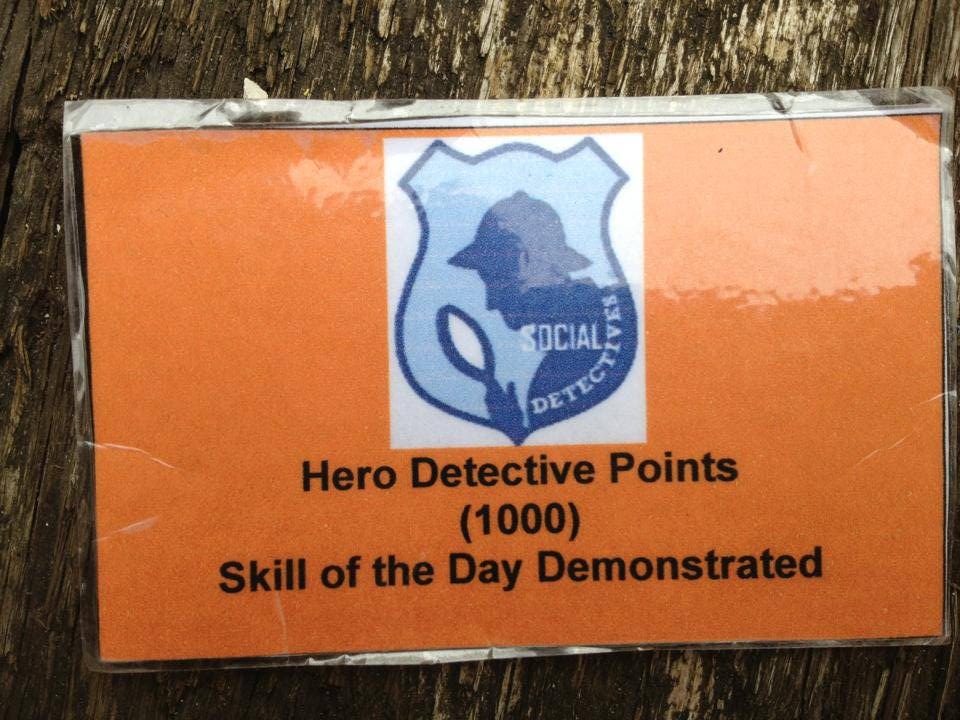 SOCIAL
DETECTIVES
Hero Detective Points
(1000)
Skill of the Day Demonstrated